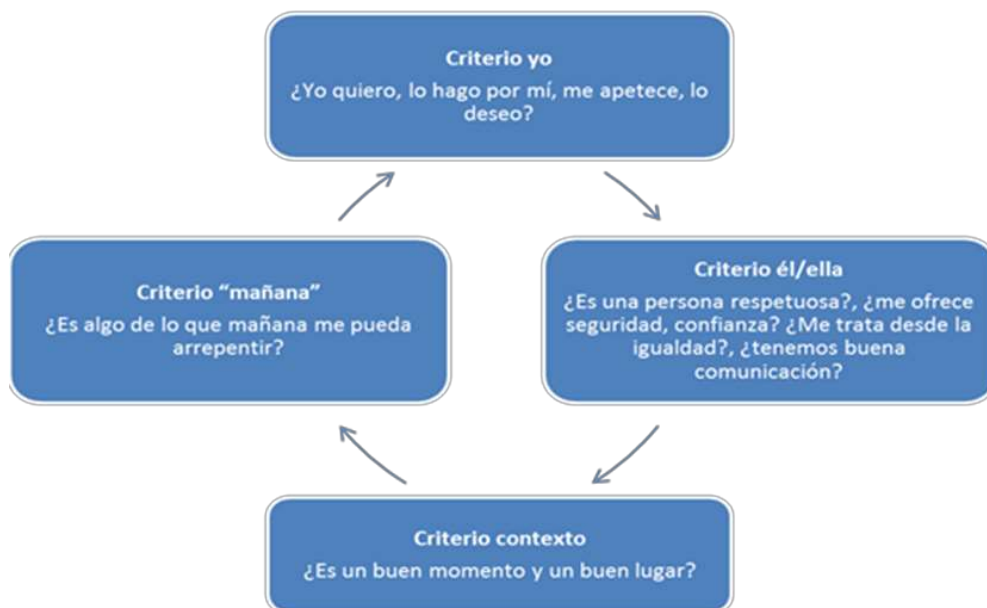 Criterio yo
¿Yo quiero, lo hago por mí, me apetece, lo
deseo?
Criterio él/ella
¿Es una persona respetuosa?, ¿me ofrece
seguridad, confianza? ¿Me trata desde la
igualdad?, ¿tenemos buena
comunicación?
Criterio contexto
¿Es un buen momento y un buen lugar?
Criterio “mañana”
¿Es algo de lo que mañana me pueda
arrepentir?